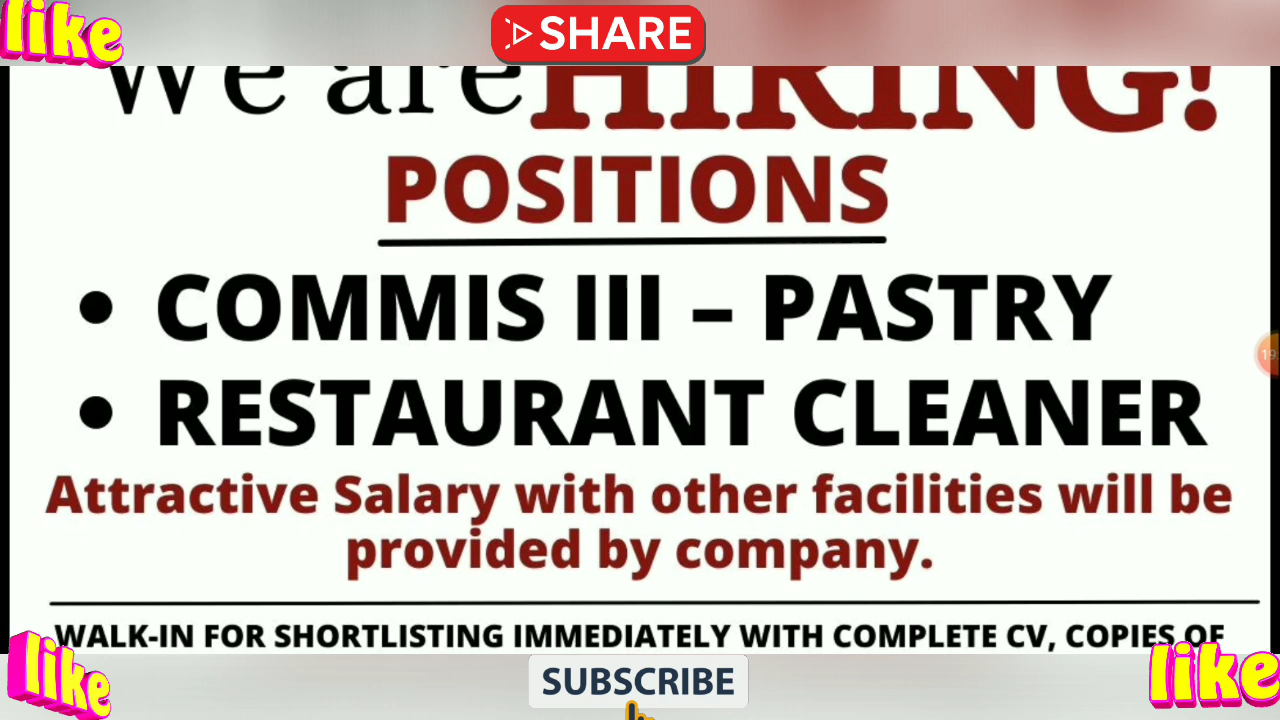 like
SHARE
We are HIRING!
POSITIONS
• COMMIS III – PASTRY
• RESTAURANT CLEANER
19
Attractive Salary with other facilities will be
provided by company.
WALK-IN FOR SHORTLISTING IMMEDIATELY WITH COMPLETE CV, COPIES OF
like
SUBSCRIBE
like